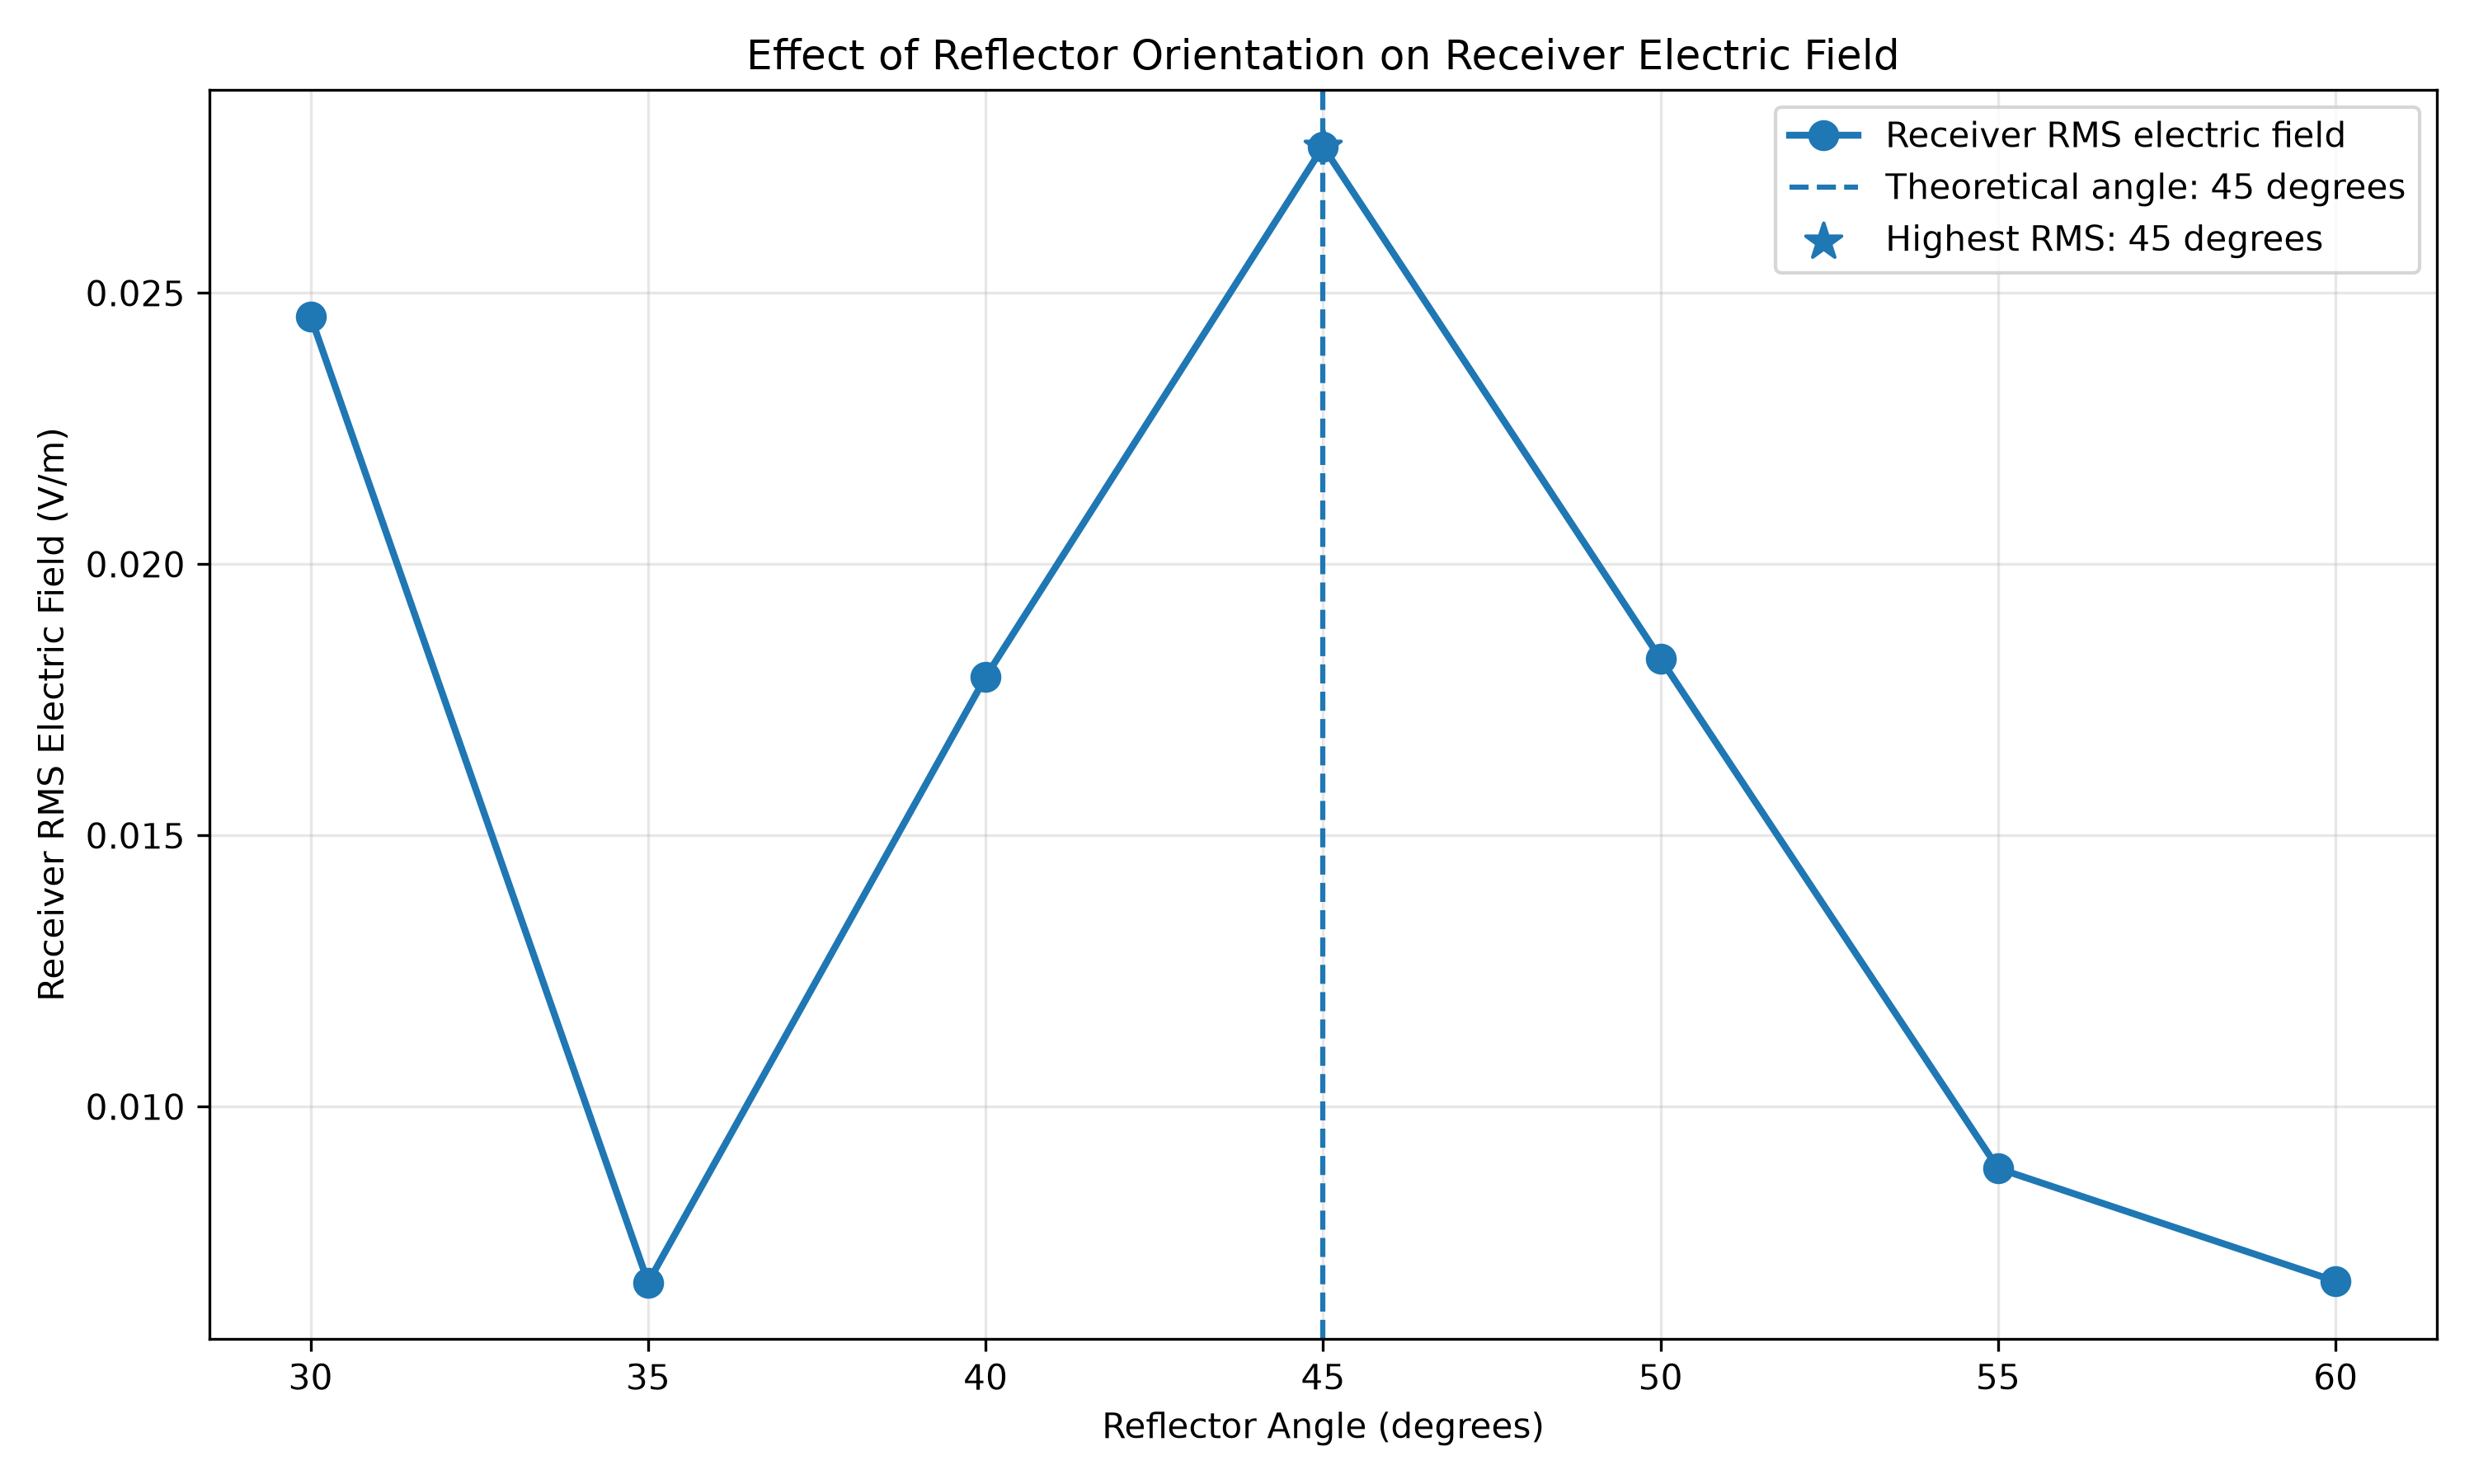 Effect of Reflector Orientation on Receiver Electric Field
Receiver RMS electric field
Theoretical angle: 45 degrees
Highest RMS: 45 degrees
Receiver RMS Electric Field (V/m)
0.025
0.020
0.015
0.010
30 35 40 45 50 55 60
Reflector Angle (degrees)